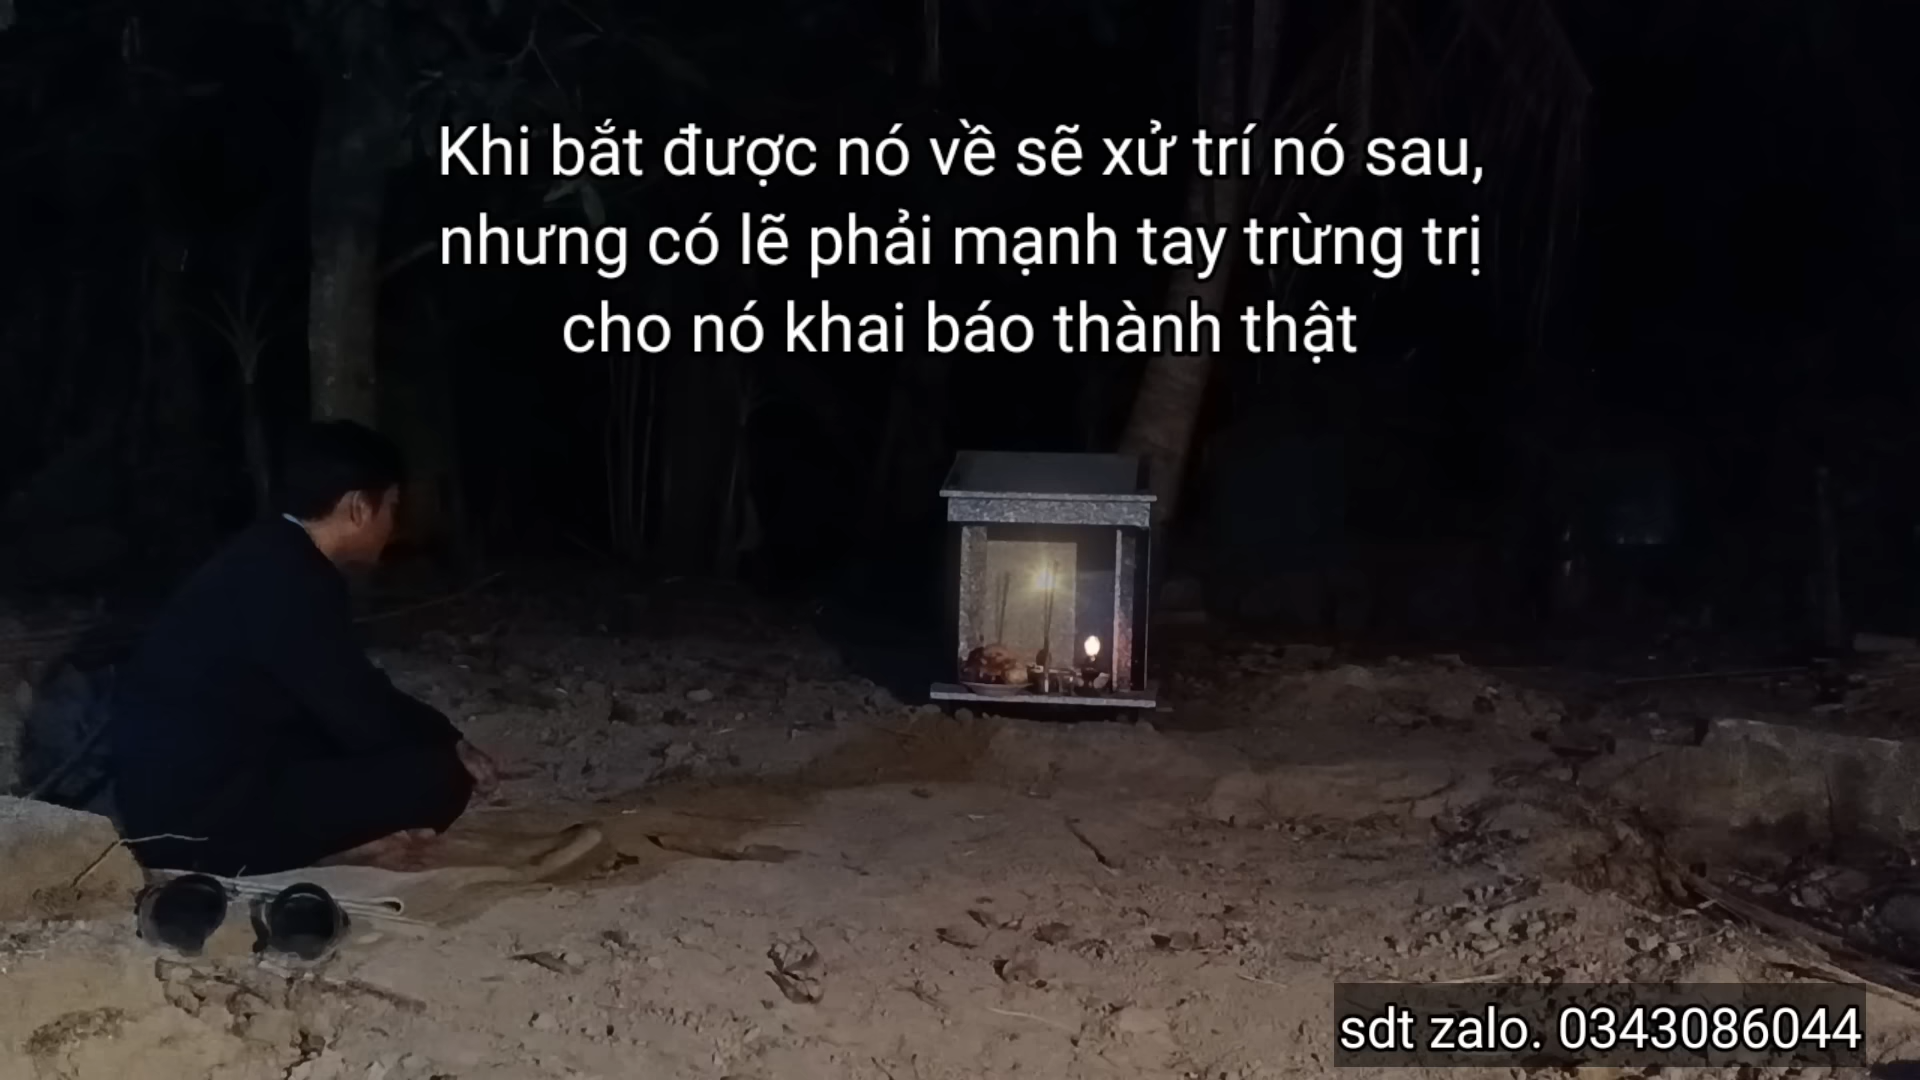 Khi bắt được nó về sẽ xử trí nó sau,
nhưng có lẽ phải mạnh tay trừng trị
cho nó khai báo thành thật
sdt zalo. 0343086044